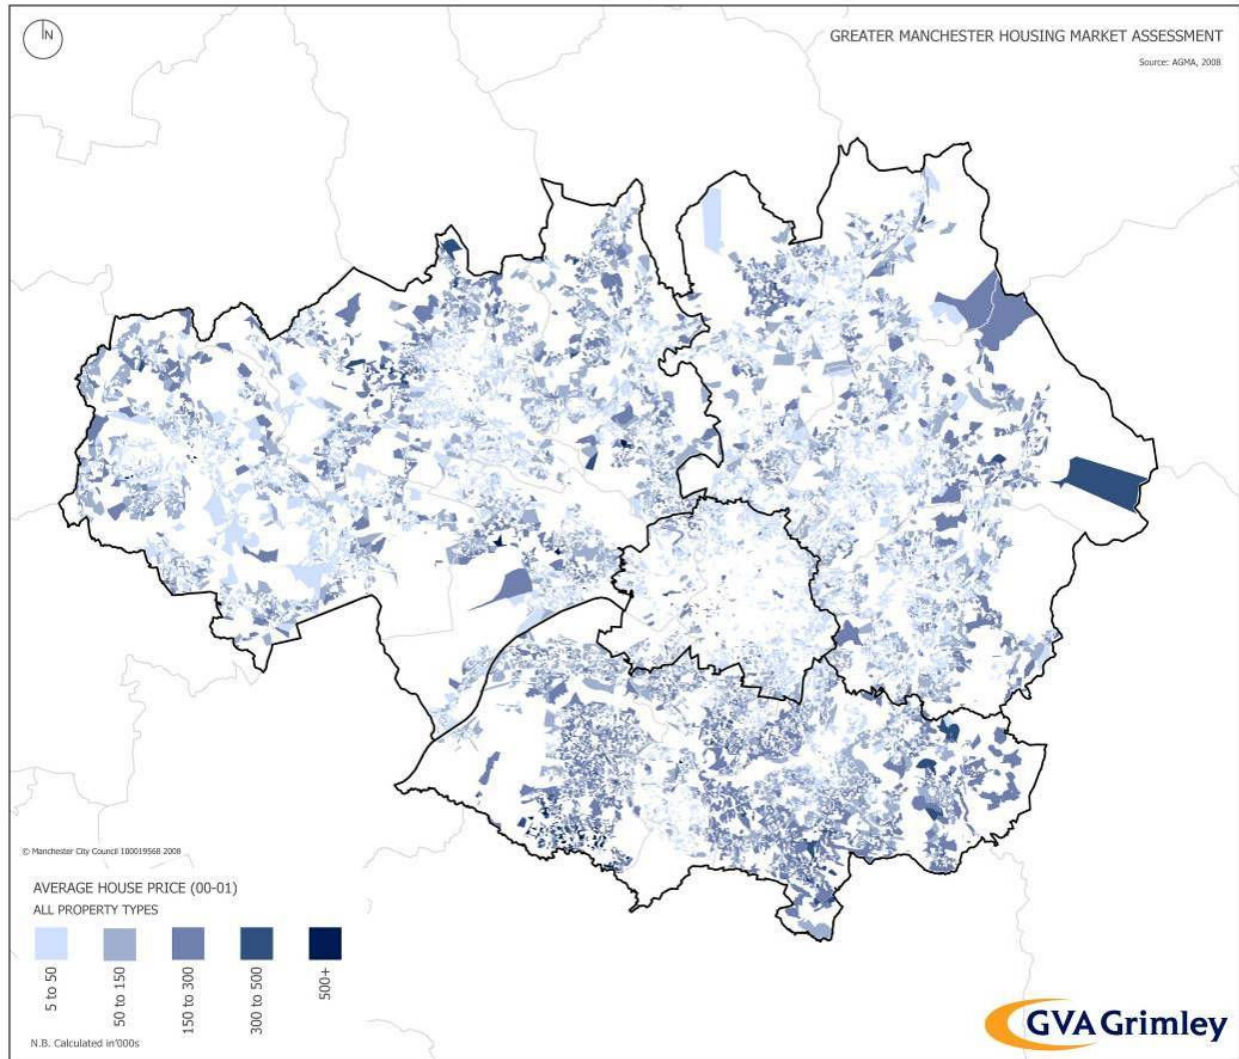 N
GREATER MANCHESTER HOUSING MARKET ASSESSMENT
Source: AGMA, 2008
© Manchester City Council 100019568 2008
AVERAGE HOUSE PRICE (00-01)
ALL PROPERTY TYPES
5 to 50
50 to 150
150 to 300
300 to 500
500+
N.B. Calculated in'000s
GVA Grimley